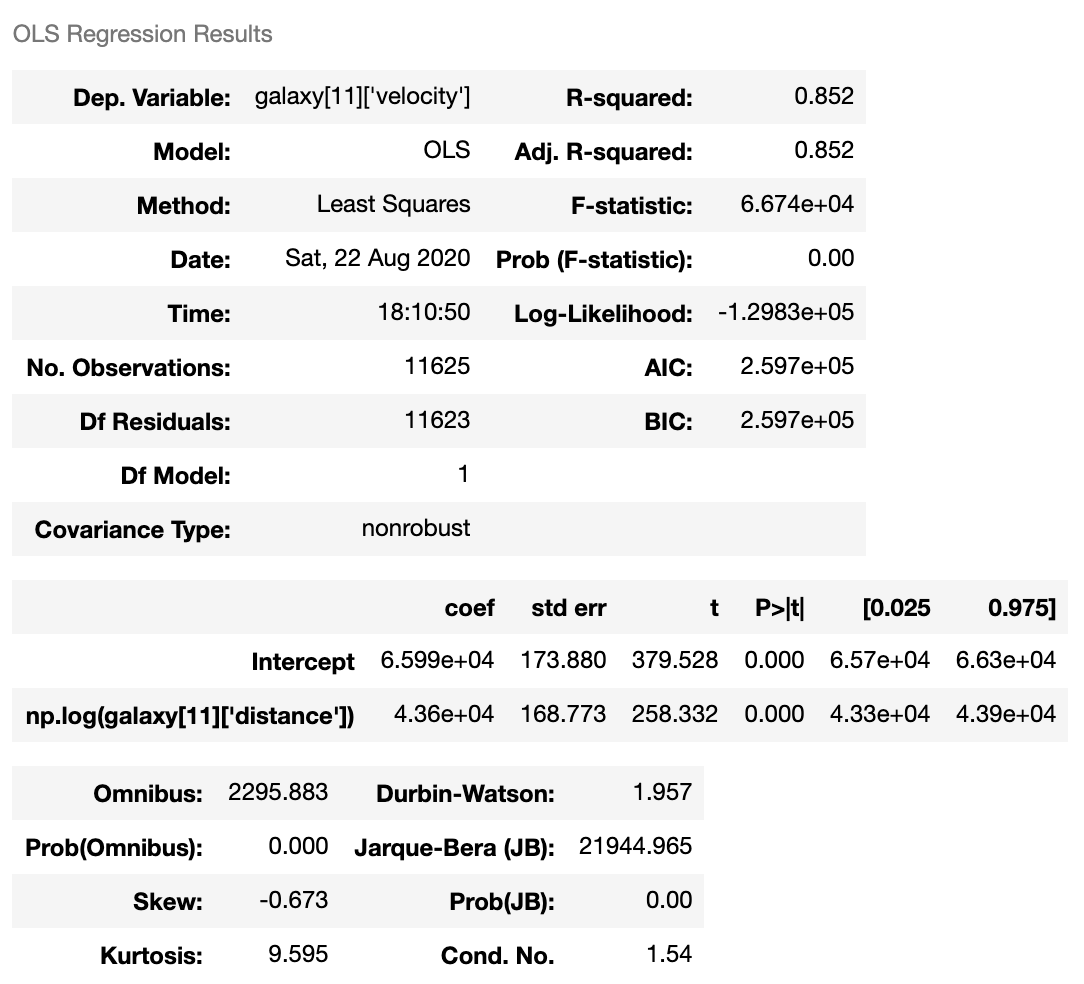 OLS Regression Results
Dep. Variable: galaxy[11]['velocity'] R-squared: 0.852
Model: OLS Adj. R-squared: 0.852
Method: Least Squares F-statistic: 6.674e+04
Date: Sat, 22 Aug 2020 Prob (F-statistic): 0.00
Time: 18:10:50 Log-Likelihood: -1.2983e+05
No. Observations: 11625 AIC: 2.597e+05
Df Residuals: 11623 BIC: 2.597e+05
Df Model: 1
Covariance Type: nonrobust
coef std err t P>|t| [0.025 0.975]
Intercept 6.599e+04 173.880 379.528 0.000 6.57e+04 6.63e+04
np.log(galaxy[11]['distance']) 4.36e+04 168.773 258.332 0.000 4.33e+04 4.39e+04
Omnibus: 2295.883 Durbin-Watson: 1.957
Prob(Omnibus): 0.000 Jarque-Bera (JB): 21944.965
Skew: -0.673 Prob(JB): 0.00
Kurtosis: 9.595 Cond. No. 1.54